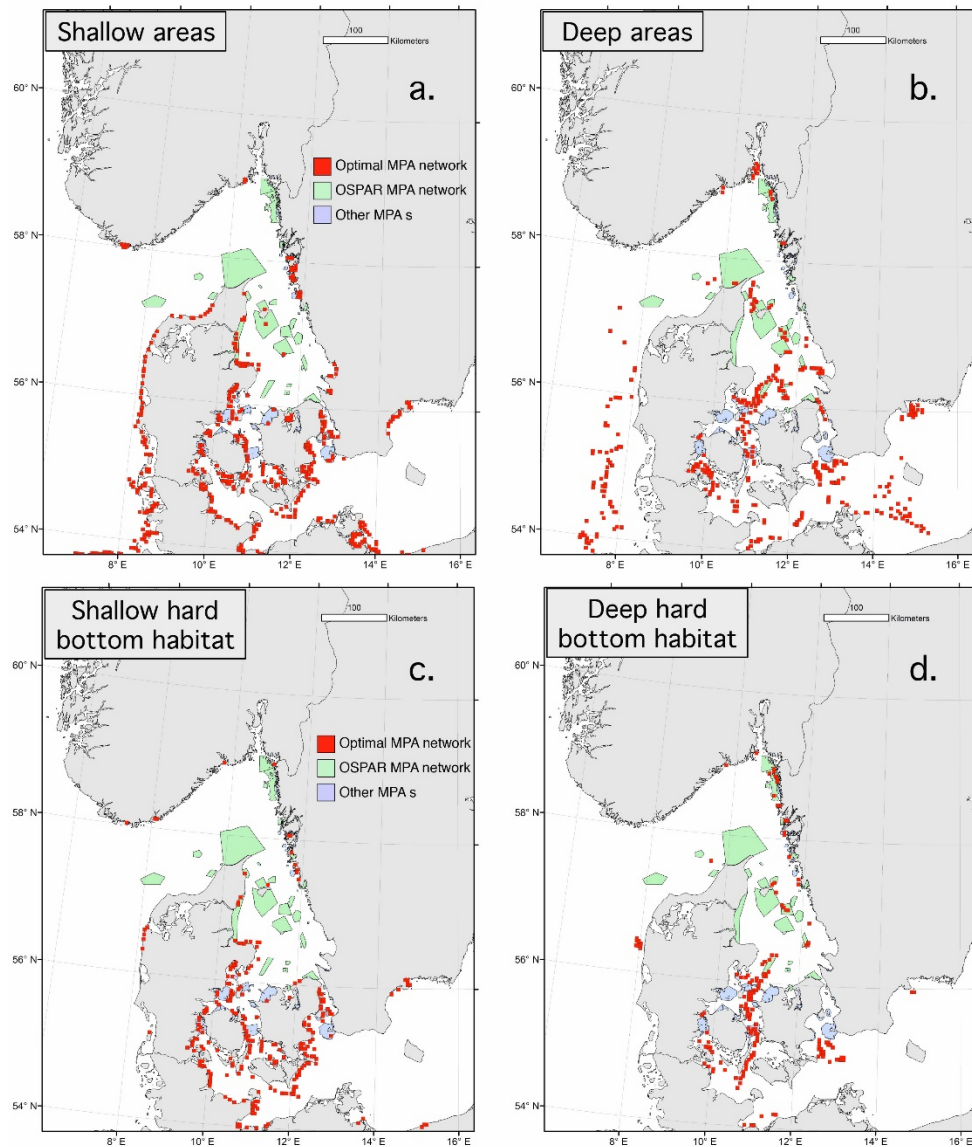 Shallow areas
100
Kilometers
a.
60° N
58° N
56° N
54° N
Optimal MPA network
OSPAR MPA network
Other MPA s
8° E
10° E
12° E
14° E
16° E
Deep areas
100
Kilometers
b.
60° N
58° N
56° N
54° N
8° E
10° E
12° E
14° E
16° E
Shallow hard
bottom habitat
100
Kilometers
c.
60° N
58° N
56° N
54° N
Optimal MPA network
OSPAR MPA network
Other MPA s
8° E
10° E
12° E
14° E
16° E
Deep hard
bottom habitat
100
Kilometers
d.
60° N
58° N
56° N
54° N
8° E
10° E
12° E
14° E
16° E